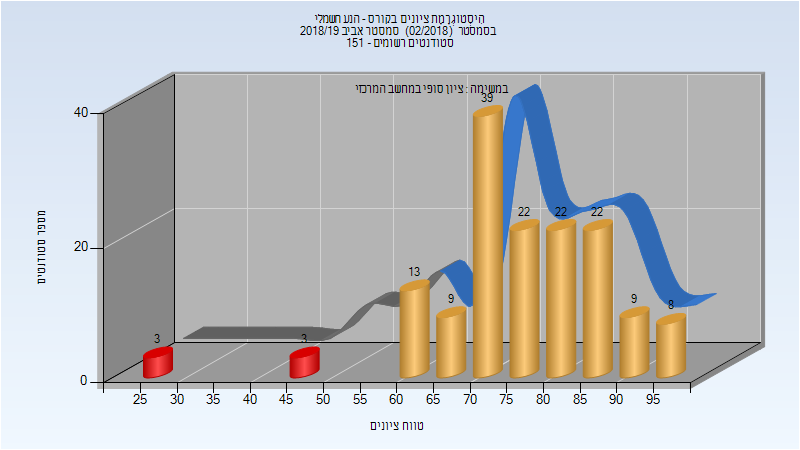 היסטוגרמת ציונים בקורס - הנע חשמלי
בסמסטר (02/2018) סמסטר אביב 2018/19
סטודנטים רשומים - 151
במשימה : ציון סופי במחשב המרכזי
מספר סטודנטים
40
20
0
3
3
13
9
39
22
22
22
9
8
25 30 35 40 45 50 55 60 65 70 75 80 85 90 95
טווח ציונים